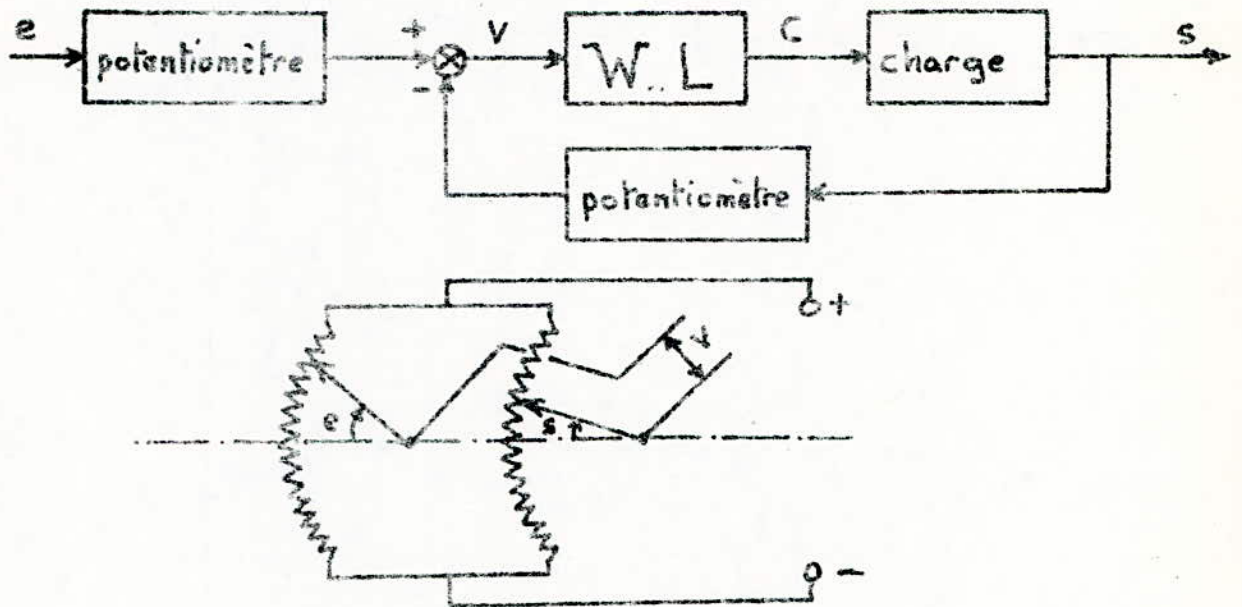 e
potentiomètre
+
-
V
W.. L
C
charge
s
potentiomètre
+
e
s
v
-